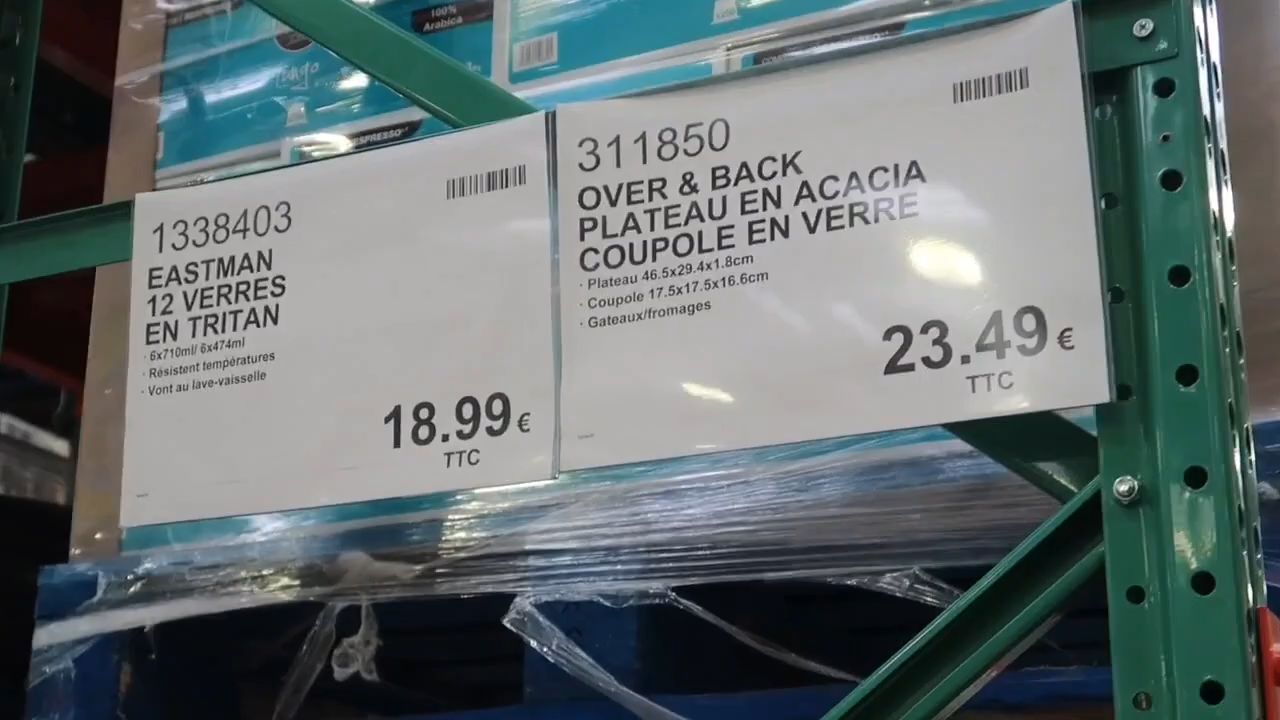 100%
Arabica
1338403
EASTMAN
12 VERRES
EN TRITAN
· 6x710ml/ 6x474ml
· Résistent températures
· Vont au lave-vaisselle
18.99€
TTC
311850
OVER & BACK
PLATEAU EN ACACIA
COUPOLE EN VERRE
· Plateau 46.5x29.4x1.8cm
· Coupole 17.5x17.5x16.6cm
· Gateaux/fromages
23.49€
TTC